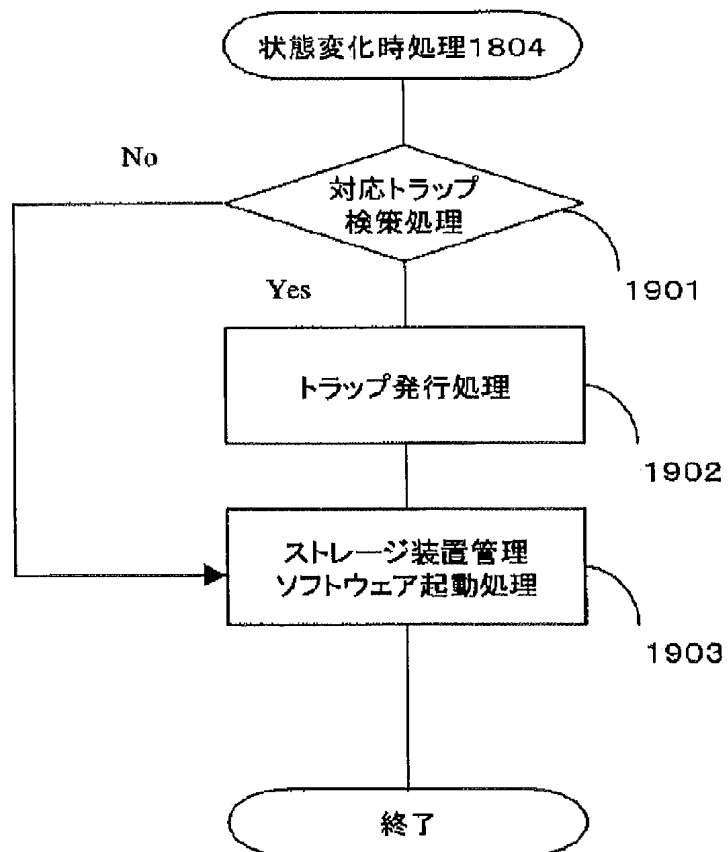 状態変化時処理1804
No
対応トラップ
検策処理
1901
Yes
トラップ発行処理
1902
ストレージ装置管理
ソフトウェア起動処理
1903
終了